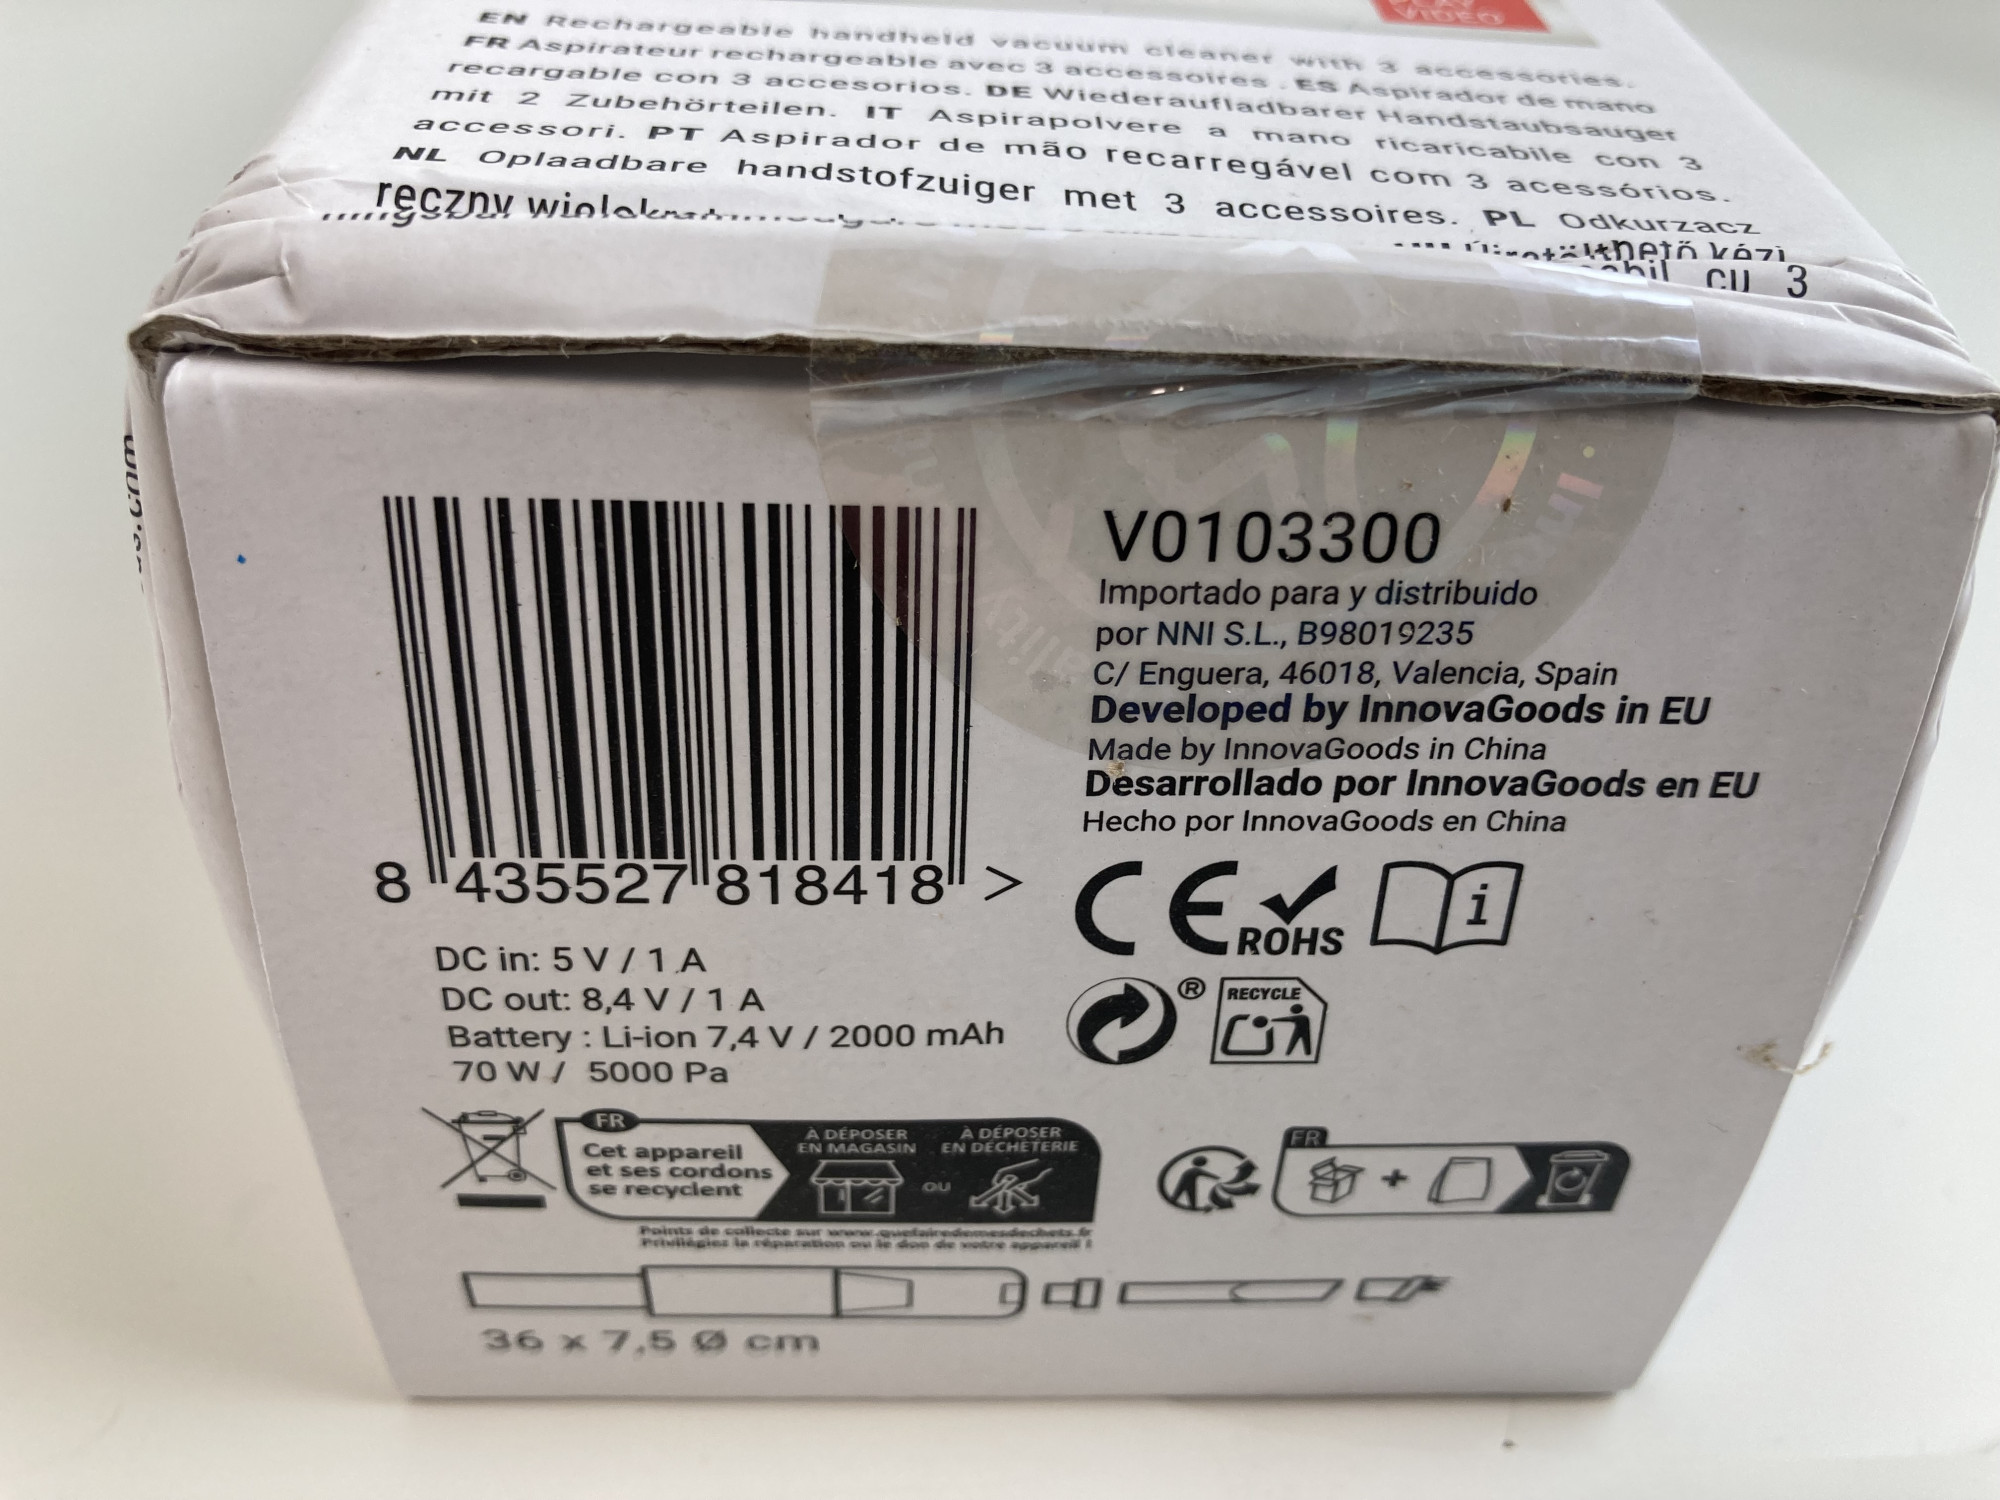 PLAY
VIDEO
EN Rechargeable handheld vacuum cleaner with 3 accessories.
FR Aspirateur rechargeable avec 3 accessoires . ES Aspirador de mano
recargable con 3 accesorios. DE Wiederaufladbarer Handstaubsauger
mit 2 Zubehörteilen. IT Aspirapolvere a mano ricaricabile con 3
accessori. PT Aspirador de mão recarregável com 3 acessórios.
NL Oplaadbare handstofzuiger met 3 accessoires. PL Odkurzacz
ręczny
kézi
cu 3
V0103300
Importado para y distribuido
por NNI S.L., B98019235
C/ Enguera, 46018, Valencia, Spain
Developed by InnovaGoods in EU
Made by InnovaGoods in China
Desarrollado por InnovaGoods en EU
Hecho por InnovaGoods en China
8 435527 818418 >
CE ROHS i
® RECYCLE
DC in: 5 V / 1 A
DC out: 8,4 V / 1 A
Battery : Li-ion 7,4 V / 2000 mAh
70 W / 5000 Pa
FR
Cet appareil
et ses cordons
se recyclent
À DÉPOSER
EN MAGASIN
OU
À DÉPOSER
EN DÉCHÈTERIE
Points de collecte sur www.quefairedemesdechets.fr
Privilégiez la réparation ou le don de votre appareil !
FR
+
36 x 7,5 Ø cm